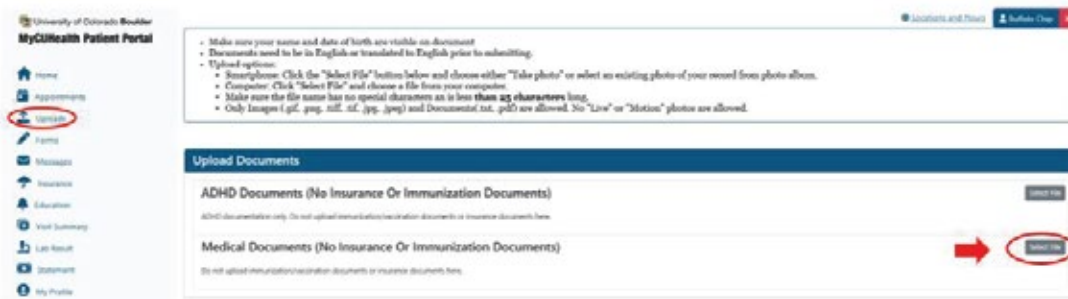 University of Colorado Boulder
MyCUHealth Patient Portal
Locations and Hours
Buffalo Chip
Home
Appointments
Uploads
Forms
Messages
Insurance
Education
Visit Summary
Lab Result
Statement
My Profile
Make sure your name and date of birth are visible on document
Documents need to be in English or translated to English prior to submitting.
Upload options:
Smartphone: Click the "Select File" button below and choose either "Take photo" or select an existing photo of your record from photo album.
Computer: Click "Select File" and choose a file from your computer.
Make sure the file name has no special characters an is less than 25 characters long.
Only Images (.gif, .png, .tiff, .tif, .jpg, .jpeg) and Documents(.txt, .pdf) are allowed. No "Live" or "Motion" photos are allowed.
Upload Documents
ADHD Documents (No Insurance Or Immunization Documents)
Select File
ADHD documentation only. Do not upload immunization/vaccination documents or insurance documents here.
Medical Documents (No Insurance Or Immunization Documents)
Select File
Do not upload immunization/vaccination documents or insurance documents here.